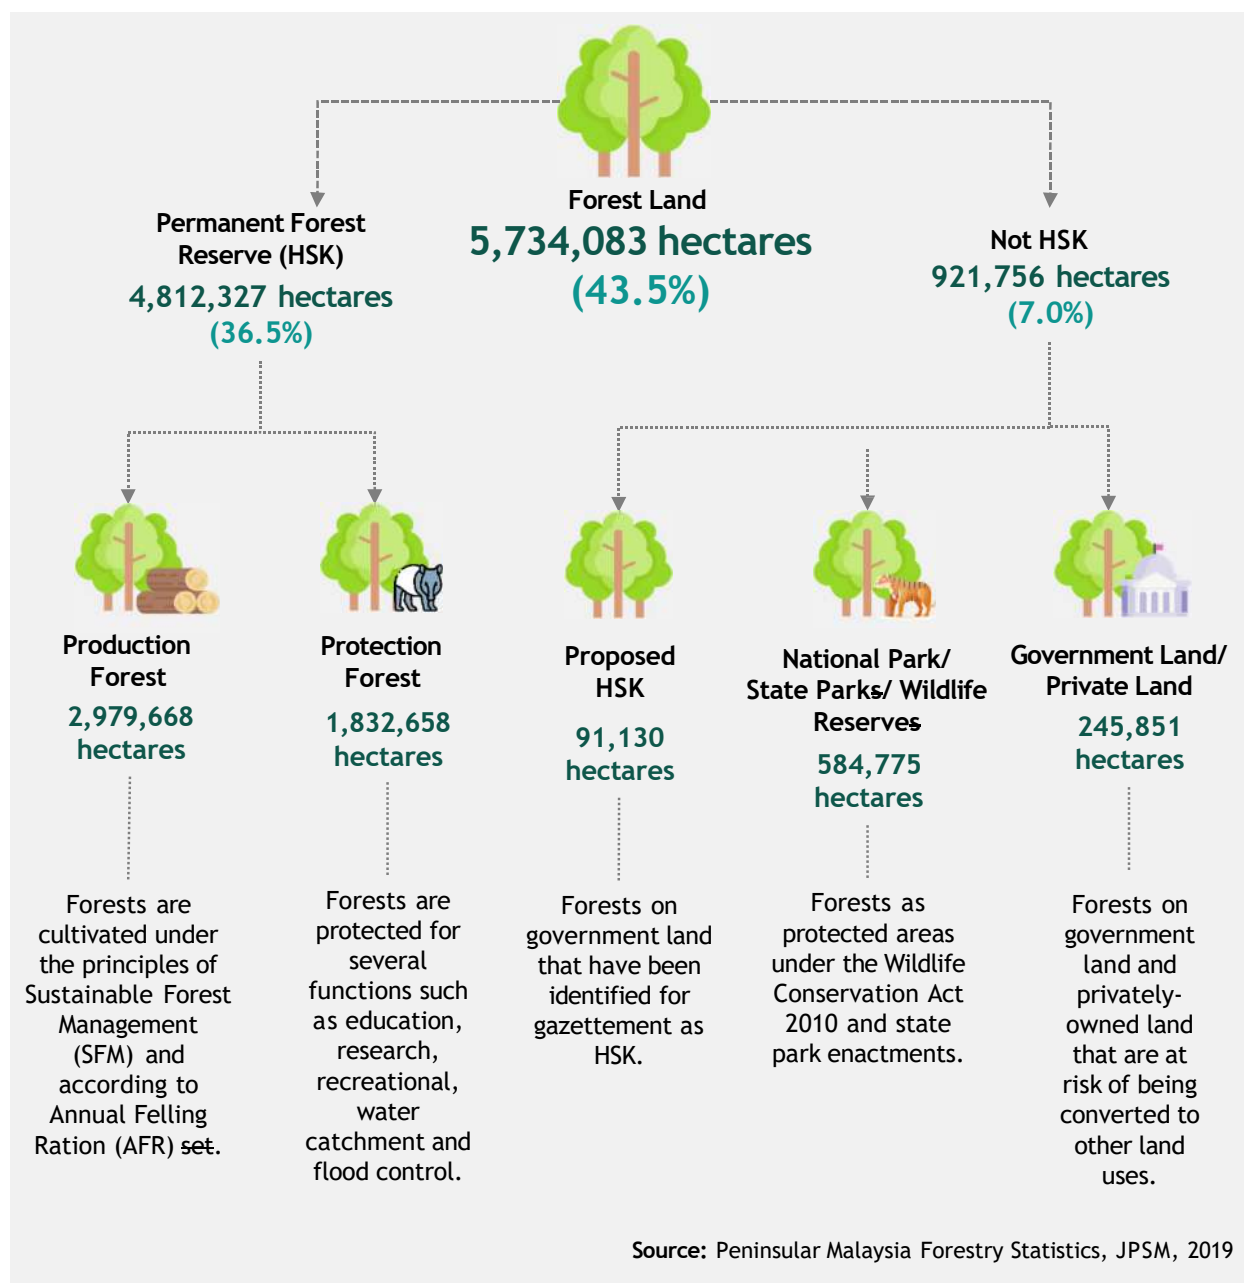 Forest Land
5,734,083 hectares
(43.5%)
Permanent Forest
Reserve (HSK)
4,812,327 hectares
(36.5%)
Not HSK
921,756 hectares
(7.0%)
Production
Forest
2,979,668
hectares
Forests are
cultivated under
the principles of
Sustainable Forest
Management
(SFM) and
according to
Annual Felling
Ration (AFR) set.
Protection
Forest
1,832,658
hectares
Forests are
protected for
several
functions such
as education,
research,
recreational,
water
catchment and
flood control.
Proposed
HSK
91,130
hectares
Forests on
government land
that have been
identified for
gazettement as
HSK.
National Park/
State Parks/ Wildlife
Reserves
584,775
hectares
Forests as
protected areas
under the Wildlife
Conservation Act
2010 and state
park enactments.
Government Land/
Private Land
245,851
hectares
Forests on
government
land and
privately-
owned land
that are at
risk of being
converted to
other land
uses.
Source: Peninsular Malaysia Forestry Statistics, JPSM, 2019